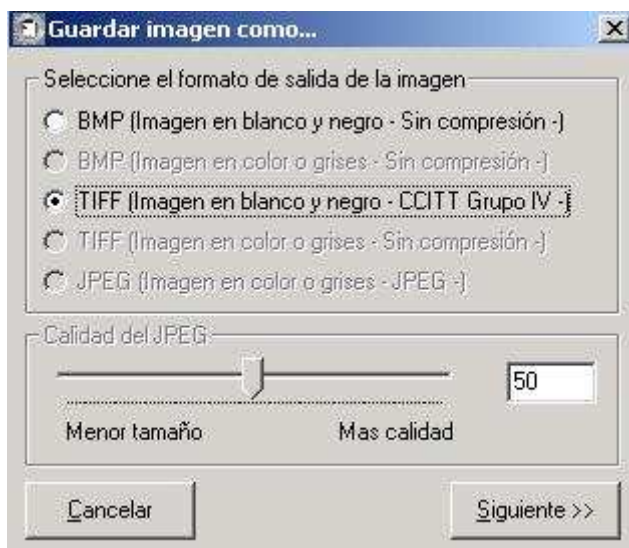 Guardar imagen como...
Seleccione el formato de salida de la imagen
BMP (Imagen en blanco y negro - Sin compresión -)
BMP (Imagen en color o grises - Sin compresión -)
TIFF (Imagen en blanco y negro - CCITT Grupo IV -)
TIFF (Imagen en color o grises - Sin compresión -)
JPEG (Imagen en color o grises - JPEG -)
Calidad del JPEG
50
Menor tamaño Mas calidad
Cancelar Siguiente >>